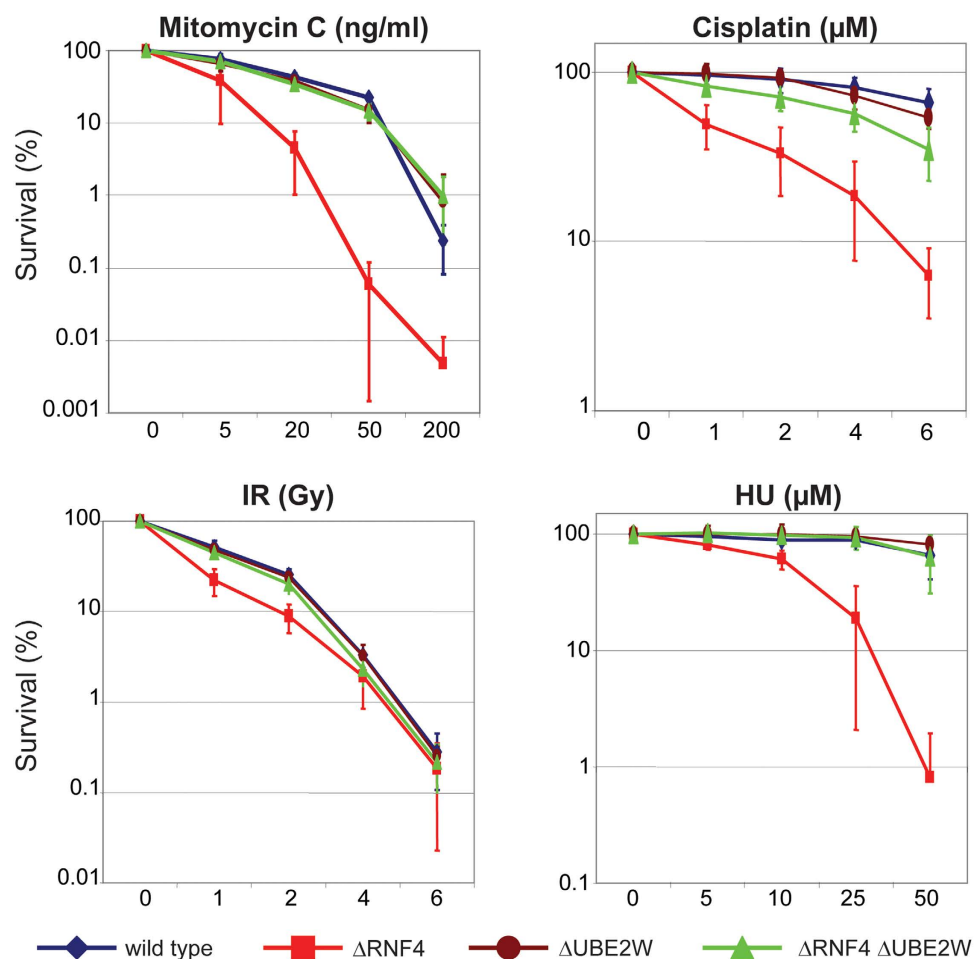 Mitomycin C (ng/ml)
Survival (%)
100
10
1
0.1
0.01
0.001
0 5 20 50 200
Cisplatin (µM)
100
10
1
0 1 2 4 6
IR (Gy)
Survival (%)
100
10
1
0.1
0.01
0 1 2 4 6
HU (µM)
100
10
1
0.1
0 5 10 25 50
wild type ΔRNF4 ΔUBE2W ΔRNF4 ΔUBE2W